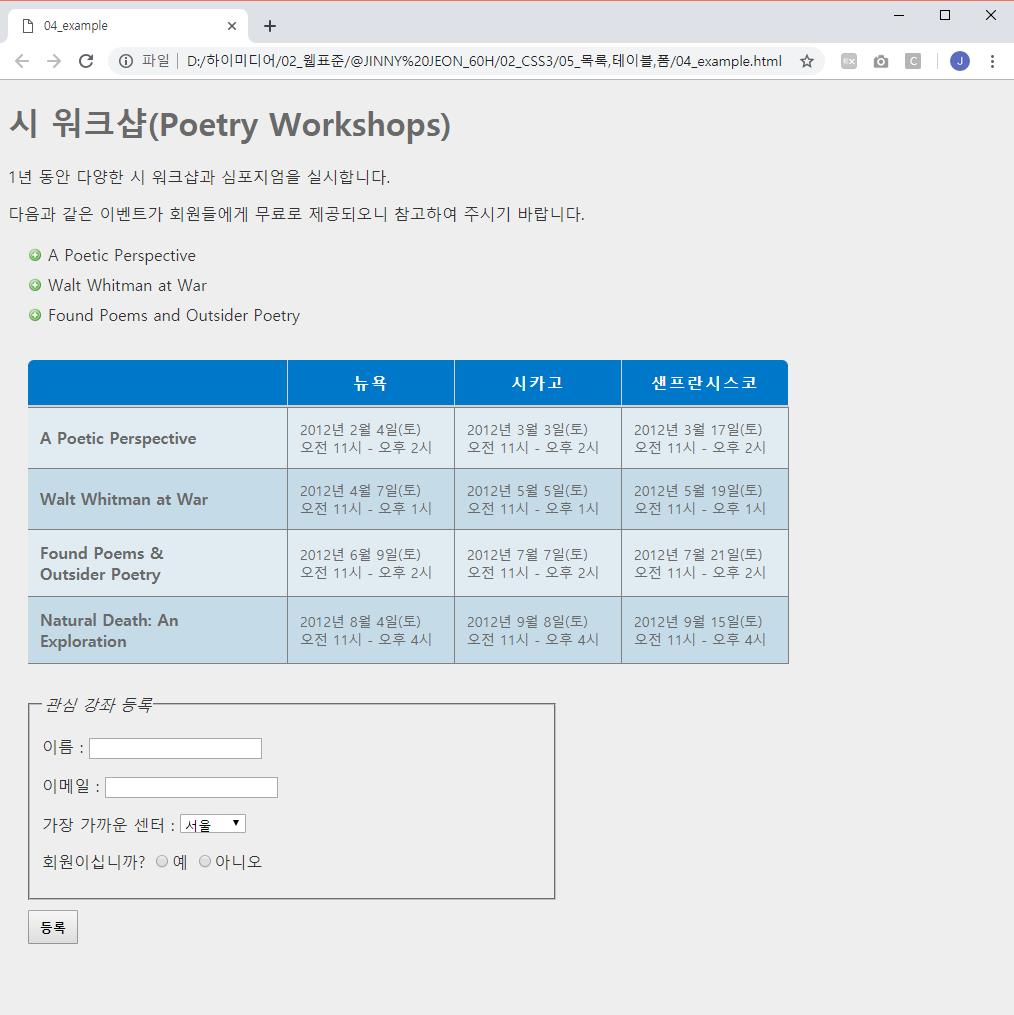 04_example
파일 D:/하이미디어/02_웹표준/@JINNY%20JEON_60H/02_CSS3/05_목록,테이블,폼/04_example.html EX C J
시 워크샵(Poetry Workshops)
1년 동안 다양한 시 워크샵과 심포지엄을 실시합니다.
다음과 같은 이벤트가 회원들에게 무료로 제공되오니 참고하여 주시기 바랍니다.
A Poetic Perspective
Walt Whitman at War
Found Poems and Outsider Poetry
뉴욕 시카고 샌프란시스코
A Poetic Perspective
2012년 2월 4일(토)
오전 11시 - 오후 2시
2012년 3월 3일(토)
오전 11시 - 오후 2시
2012년 3월 17일(토)
오전 11시 - 오후 2시
Walt Whitman at War
2012년 4월 7일(토)
오전 11시 - 오후 1시
2012년 5월 5일(토)
오전 11시 - 오후 1시
2012년 5월 19일(토)
오전 11시 - 오후 1시
Found Poems &
Outsider Poetry
2012년 6월 9일(토)
오전 11시 - 오후 2시
2012년 7월 7일(토)
오전 11시 - 오후 2시
2012년 7월 21일(토)
오전 11시 - 오후 2시
Natural Death: An
Exploration
2012년 8월 4일(토)
오전 11시 - 오후 4시
2012년 9월 8일(토)
오전 11시 - 오후 4시
2012년 9월 15일(토)
오전 11시 - 오후 4시
관심 강좌 등록
이름 :
이메일 :
가장 가까운 센터 : 서울
회원이십니까? 예 아니오
등록